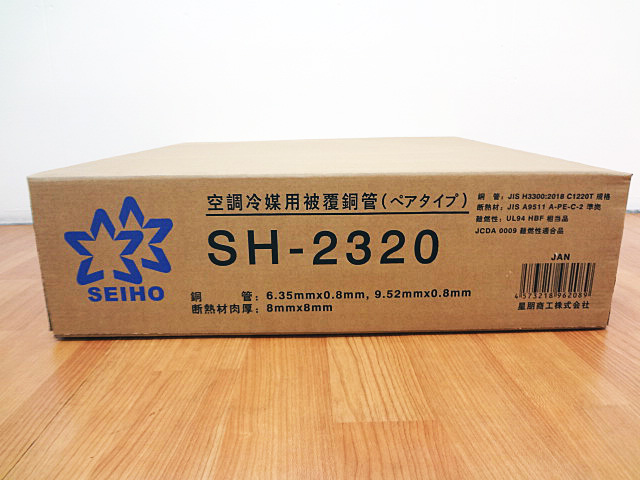 SEIHO
空調冷媒用被覆銅管(ペアタイプ)
SH-2320
銅　　管：6.35mmx0.8mm, 9.52mmx0.8mm
断熱材肉厚：8mmx8mm
銅　管：JIS H3300:2018 C1220T 規格
断熱材：JIS A9511 A-PE-C-2 準拠
難燃性：UL94 HBF 相当品
JCDA 0009 難燃性適合品
JAN
4 573218 962089
星朋商工株式会社